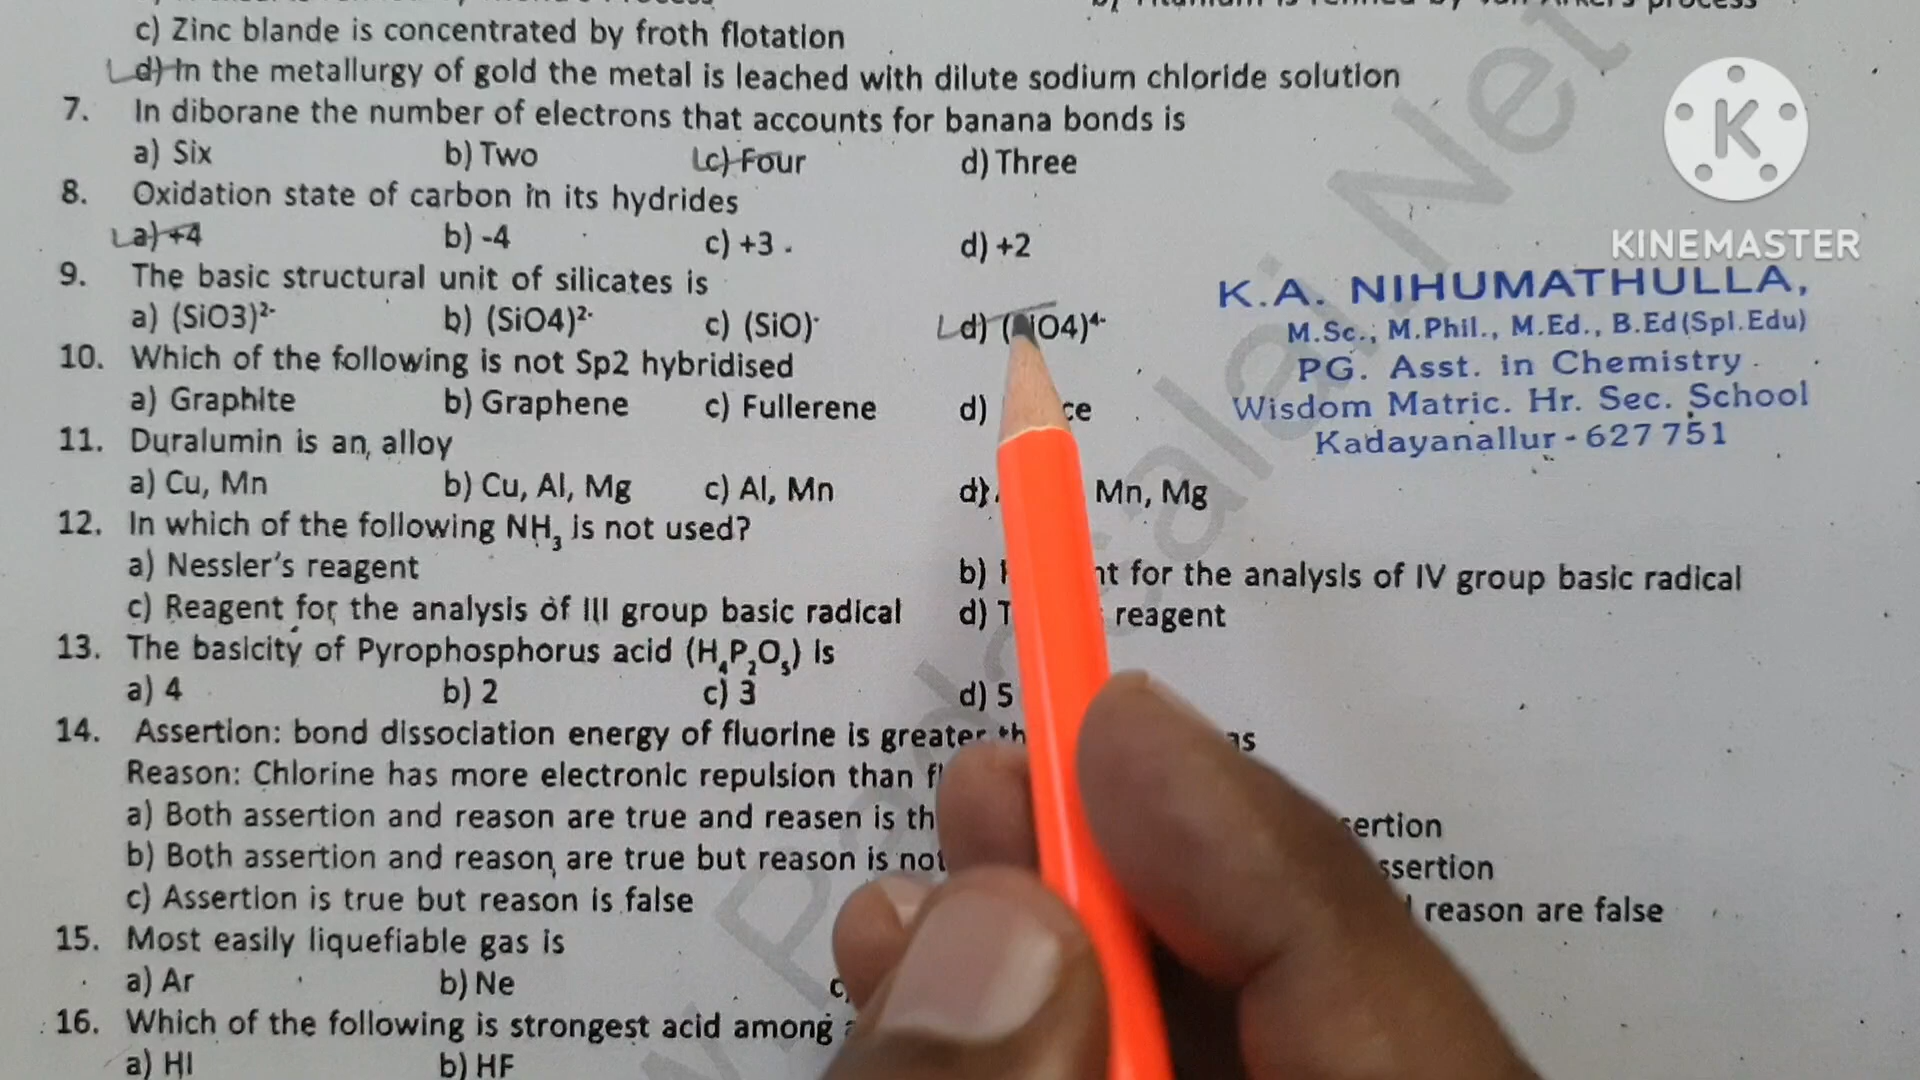 c) Zinc blande is concentrated by froth flotation
d) In the metallurgy of gold the metal is leached with dilute sodium chloride solution
7. In diborane the number of electrons that accounts for banana bonds is
a) Six b) Two c) Four d) Three
8. Oxidation state of carbon in its hydrides
a) +4 b) -4 c) +3 d) +2
9. The basic structural unit of silicates is
a) (SiO3)²⁻ b) (SiO4)²⁻ c) (SiO)⁻ d) ( O4)⁴⁻
10. Which of the following is not Sp2 hybridised
a) Graphite b) Graphene c) Fullerene d)
11. Duralumin is an alloy
a) Cu, Mn b) Cu, Al, Mg c) Al, Mn d) Mn, Mg
12. In which of the following NH₃ is not used?
a) Nessler's reagent b) for the analysis of IV group basic radical
c) Reagent for the analysis of III group basic radical d) reagent
13. The basicity of Pyrophosphorus acid (H₄P₂O₅) is
a) 4 b) 2 c) 3 d) 5
14. Assertion: bond dissociation energy of fluorine is greater
Reason: Chlorine has more electronic repulsion than
a) Both assertion and reason are true and reasen is
b) Both assertion and reason are true but reason is not
c) Assertion is true but reason is false reason are false
15. Most easily liquefiable gas is
a) Ar b) Ne
16. Which of the following is strongest acid among
a) HI b) HF
K
KINEMASTER
K.A. NIHUMATHULLA,
M.Sc., M.Phil., M.Ed., B.Ed (Spl.Edu)
PG. Asst. in Chemistry
Wisdom Matric. Hr. Sec. School
Kadayanallur - 627 751